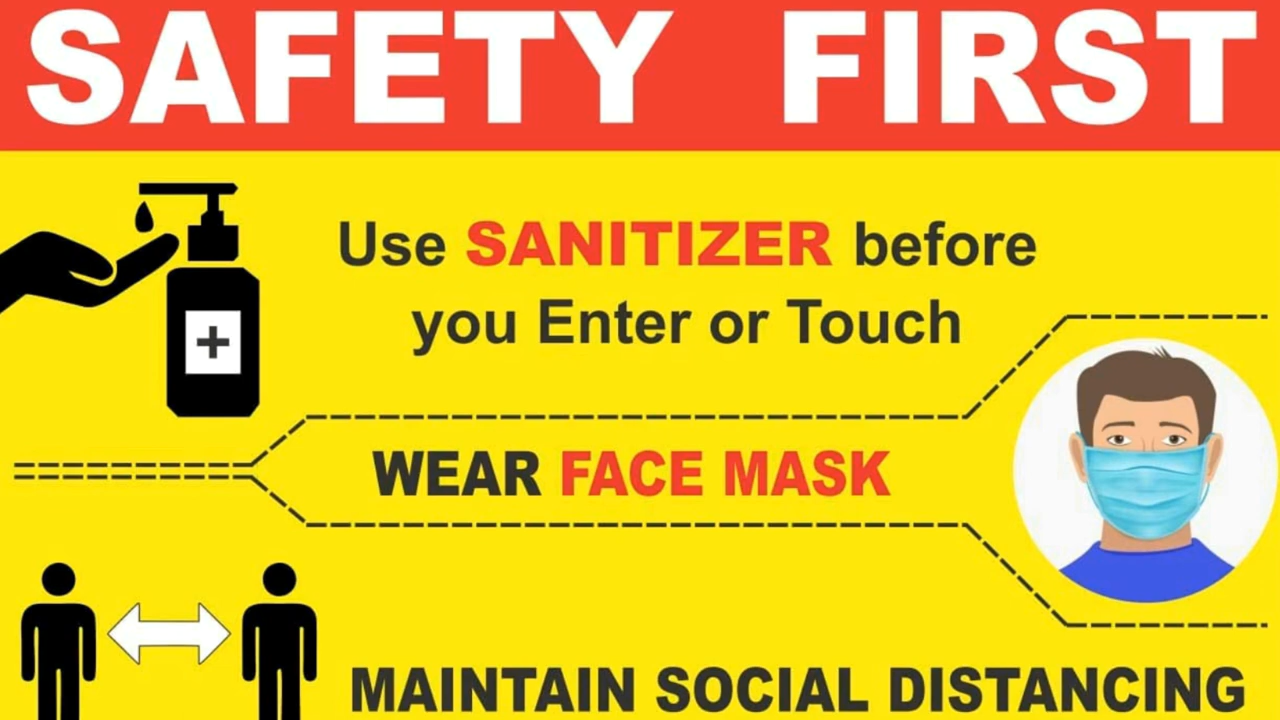 SAFETY FIRST
Use SANITIZER before
you Enter or Touch
WEAR FACE MASK
MAINTAIN SOCIAL DISTANCING